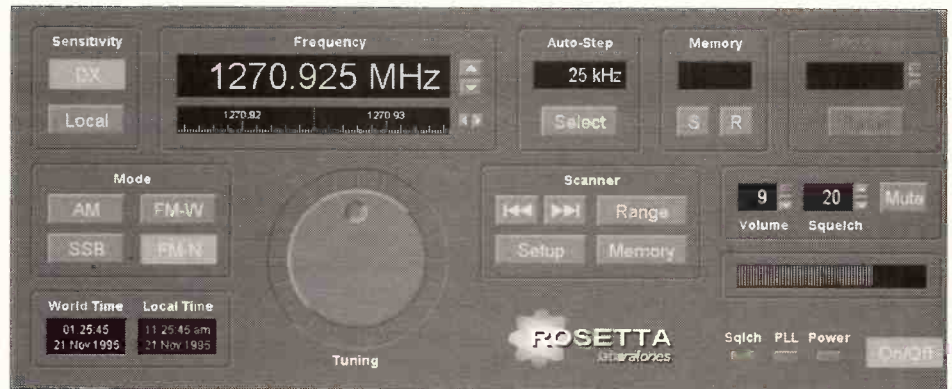 Sensitivity
DX
Local
Frequency
1270.925 MHz
1270.92 1270.93
Auto-Step
25 kHz
Select
Memory
S R
Mode
AM FM-W
SSB FM-N
Tuning
Scanner
Range
Setup Memory
9 20 Mute
Volume Squelch
World Time Local Time
01:25:45 11:25:45 am
21 Nov 1995 21 Nov 1995
ROSETTA
laboratories
Sqlch PLL Power
On/Off